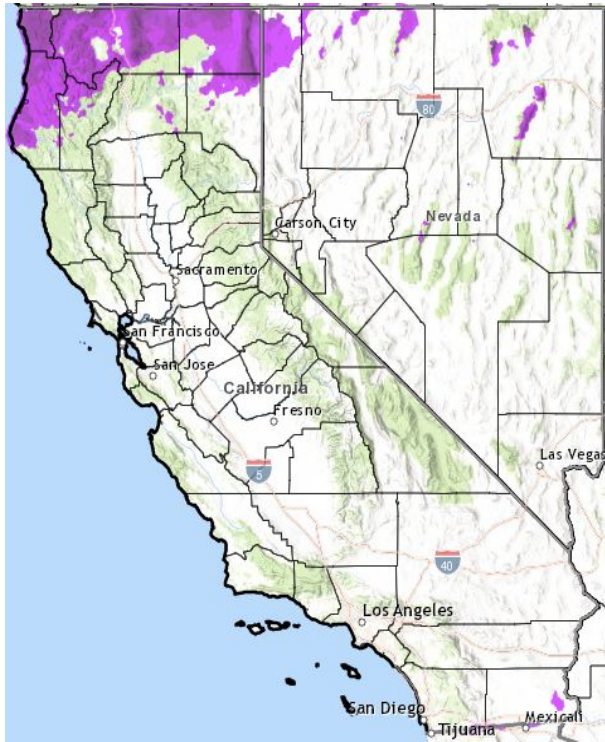 80
Nevada
Carson City
Sacramento
San Francisco
San Jose
California
Fresno
5
Las Vegas
40
Los Angeles
San Diego
Mexicali
Tijuana